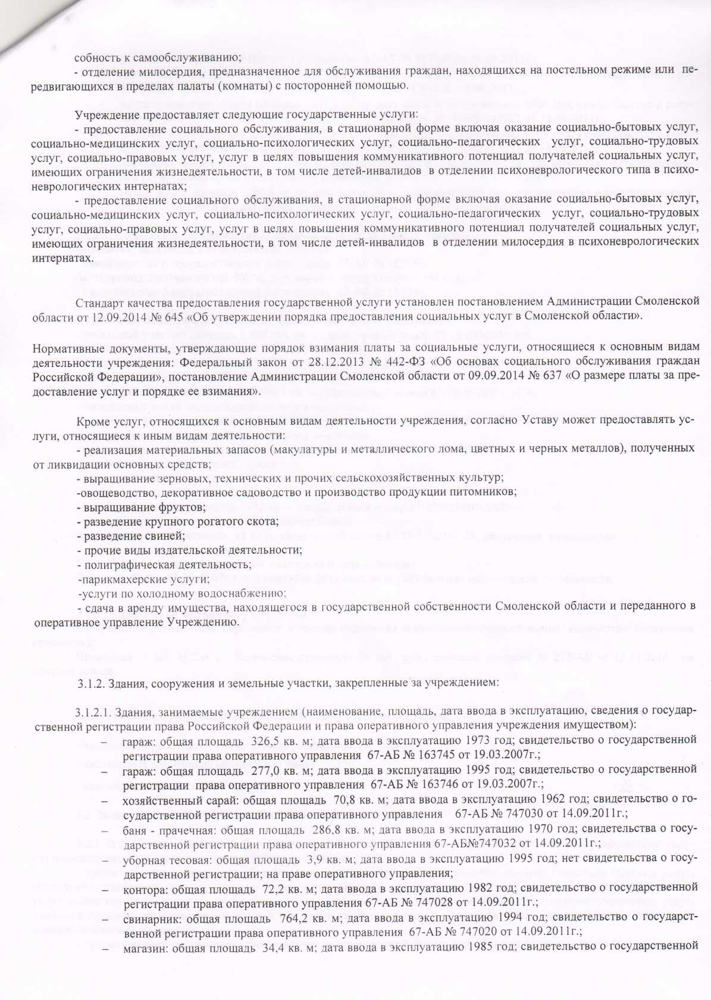 собность к самообслуживанию;
- отделение милосердия, предназначенное для обслуживания граждан, находящихся на постельном режиме или пе-
редвигающихся в пределах палаты (комнаты) с посторонней помощью.
Учреждение предоставляет следующие государственные услуги:
- предоставление социального обслуживания, в стационарной форме включая оказание социально-бытовых услуг,
социально-медицинских услуг, социально-психологических услуг, социально-педагогических услуг, социально-трудовых
услуг, социально-правовых услуг, услуг в целях повышения коммуникативного потенциал получателей социальных услуг,
имеющих ограничения жизнедеятельности, в том числе детей-инвалидов в отделении психоневрологического типа в психо-
неврологических интернатах;
- предоставление социального обслуживания, в стационарной форме включая оказание социально-бытовых услуг,
социально-медицинских услуг, социально-психологических услуг, социально-педагогических услуг, социально-трудовых
услуг, социально-правовых услуг, услуг в целях повышения коммуникативного потенциал получателей социальных услуг,
имеющих ограничения жизнедеятельности, в том числе детей-инвалидов в отделении милосердия в психоневрологических
интернатах.
Стандарт качества предоставления государственной услуги установлен постановлением Администрации Смоленской
области от 12.09.2014 № 645 «Об утверждении порядка предоставления социальных услуг в Смоленской области».
Нормативные документы, утверждающие порядок взимания платы за социальные услуги, относящиеся к основным видам
деятельности учреждения: Федеральный закон от 28.12.2013 № 442-ФЗ «Об основах социального обслуживания граждан
Российской Федерации», постановление Администрации Смоленской области от 09.09.2014 № 637 «О размере платы за пре-
доставление услуг и порядке ее взимания».
Кроме услуг, относящихся к основным видам деятельности учреждения, согласно Уставу может предоставлять ус-
луги, относящиеся к иным видам деятельности:
- реализация материальных запасов (макулатуры и металлического лома, цветных и черных металлов), полученных
от ликвидации основных средств;
- выращивание зерновых, технических и прочих сельскохозяйственных культур;
-овощеводство, декоративное садоводство и производство продукции питомников;
- выращивание фруктов;
- разведение крупного рогатого скота;
- разведение свиней;
- прочие виды издательской деятельности;
- полиграфическая деятельность;
-парикмахерские услуги;
-услуги по холодному водоснабжению;
- сдача в аренду имущества, находящегося в государственной собственности Смоленской области и переданного в
оперативное управление Учреждению.
3.1.2. Здания, сооружения и земельные участки, закрепленные за учреждением:
3.1.2.1. Здания, занимаемые учреждением (наименование, площадь, дата ввода в эксплуатацию, сведения о государ-
ственной регистрации права Российской Федерации и права оперативного управления учреждения имуществом):
– гараж: общая площадь 326,5 кв. м; дата ввода в эксплуатацию 1973 год; свидетельство о государственной
регистрации права оперативного управления 67-АБ № 163745 от 19.03.2007г.;
– гараж: общая площадь 277,0 кв. м; дата ввода в эксплуатацию 1995 год; свидетельство о государственной
регистрации права оперативного управления 67-АБ № 163746 от 19.03.2007г.;
– хозяйственный сарай: общая площадь 70,8 кв. м; дата ввода в эксплуатацию 1962 год; свидетельство о го-
сударственной регистрации права оперативного управления 67-АБ № 747030 от 14.09.2011г.;
– баня - прачечная: общая площадь 286,8 кв. м; дата ввода в эксплуатацию 1970 год; свидетельства о госу-
дарственной регистрации права оперативного управления 67-АБ№747032 от 14.09.2011г.;
– уборная тесовая: общая площадь 3,9 кв. м; дата ввода в эксплуатацию 1995 год; нет свидетельства о госу-
дарственной регистрации; на праве оперативного управления;
– контора: общая площадь 72,2 кв. м; дата ввода в эксплуатацию 1982 год; свидетельство о государственной
регистрации права оперативного управления 67-АБ № 747028 от 14.09.2011г.;
– свинарник: общая площадь 764,2 кв. м; дата ввода в эксплуатацию 1994 год; свидетельство о государст-
венной регистрации права оперативного управления 67-АБ № 747020 от 14.09.2011г.;
– магазин: общая площадь 34,4 кв. м; дата ввода в эксплуатацию 1985 год; свидетельство о государственной